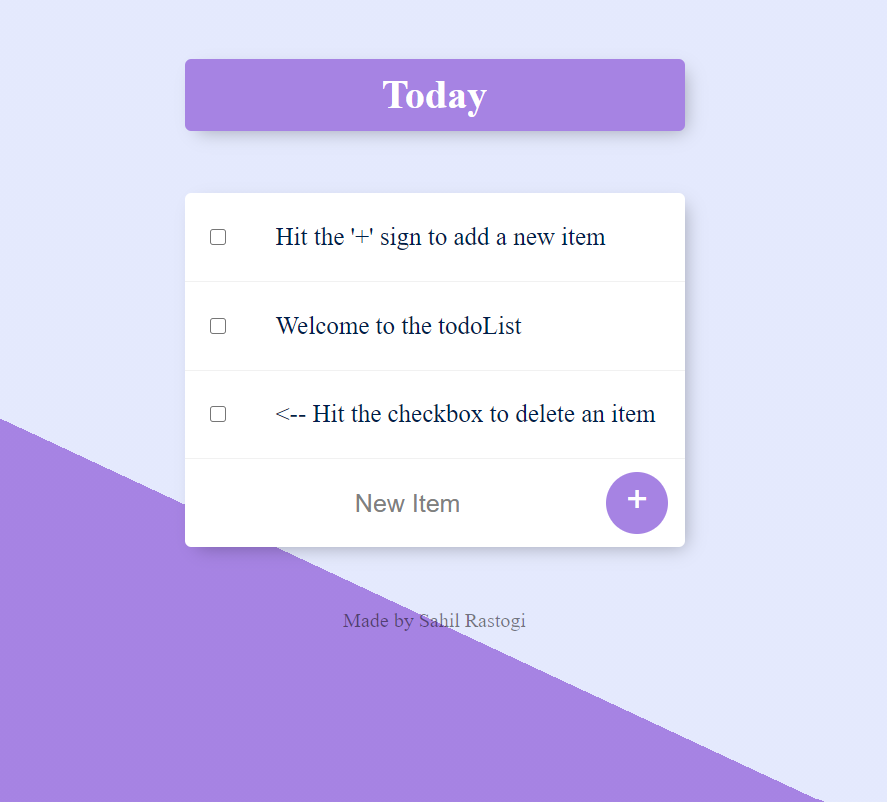 Today
Hit the '+' sign to add a new item
Welcome to the todoList
<-- Hit the checkbox to delete an item
New Item
+
Made by Sahil Rastogi